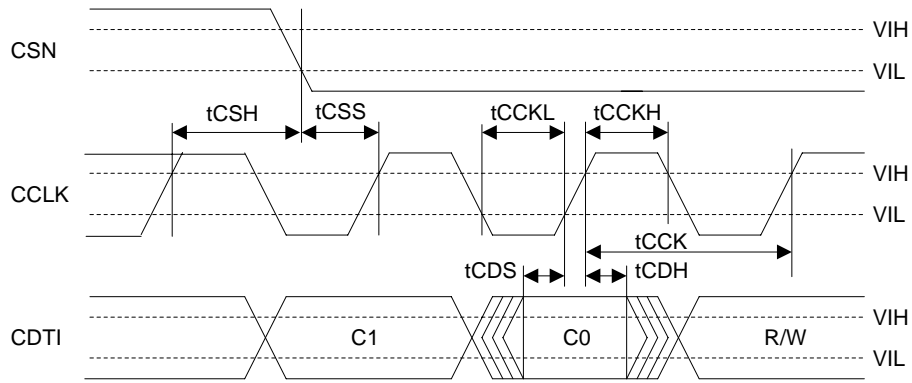 CSN
VIH
VIL
tCSH
tCSS
tCCKL
tCCKH
CCLK
VIH
VIL
tCCK
tCDS
tCDH
CDTI
C1
C0
R/W
VIH
VIL